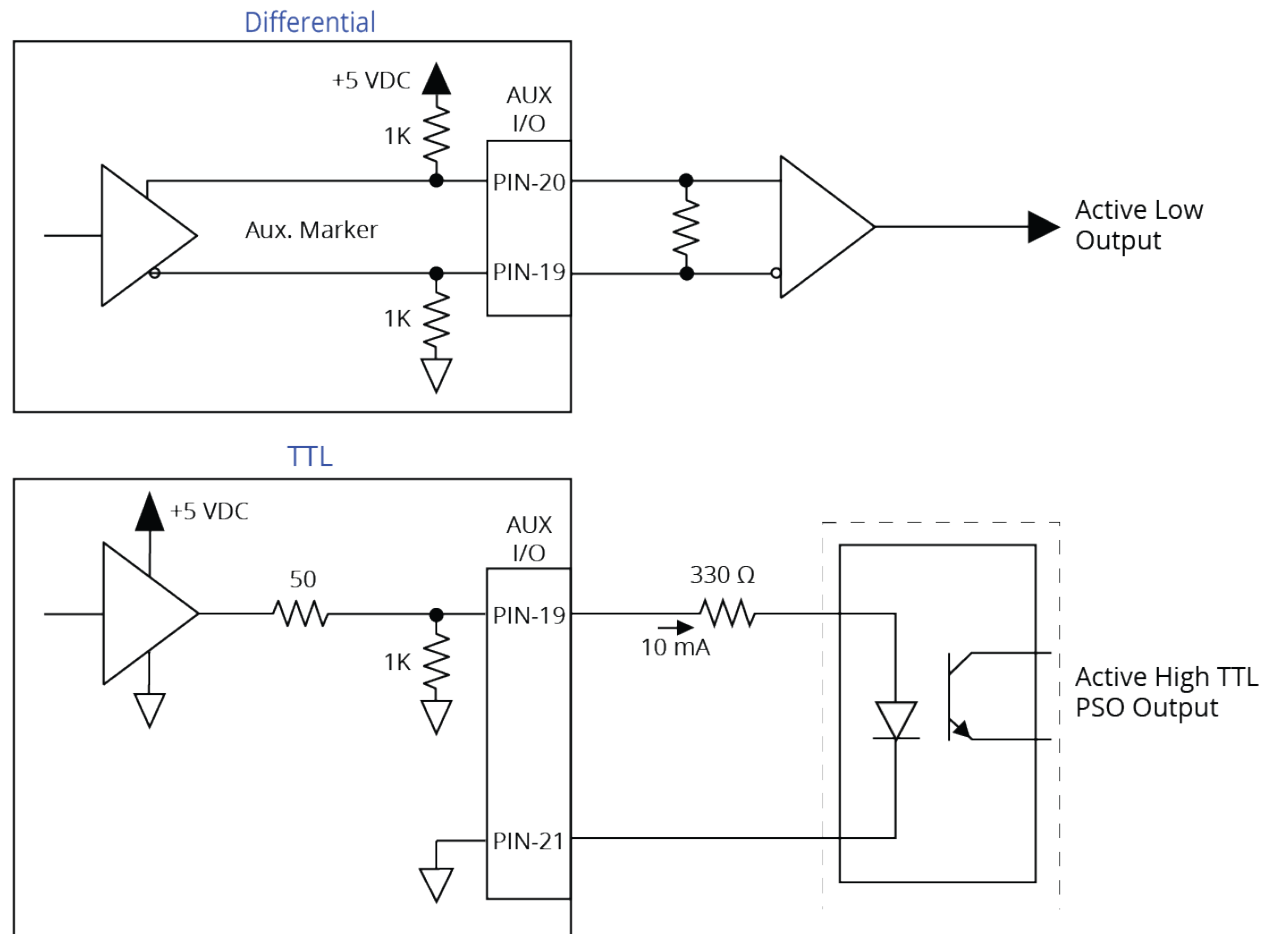 Differential
+5 VDC
AUX
I/O
1K
PIN-20
Aux. Marker
PIN-19
1K
Active Low
Output
TTL
+5 VDC
AUX
I/O
50
330 Ω
PIN-19
10 mA
1K
Active High TTL
PSO Output
PIN-21